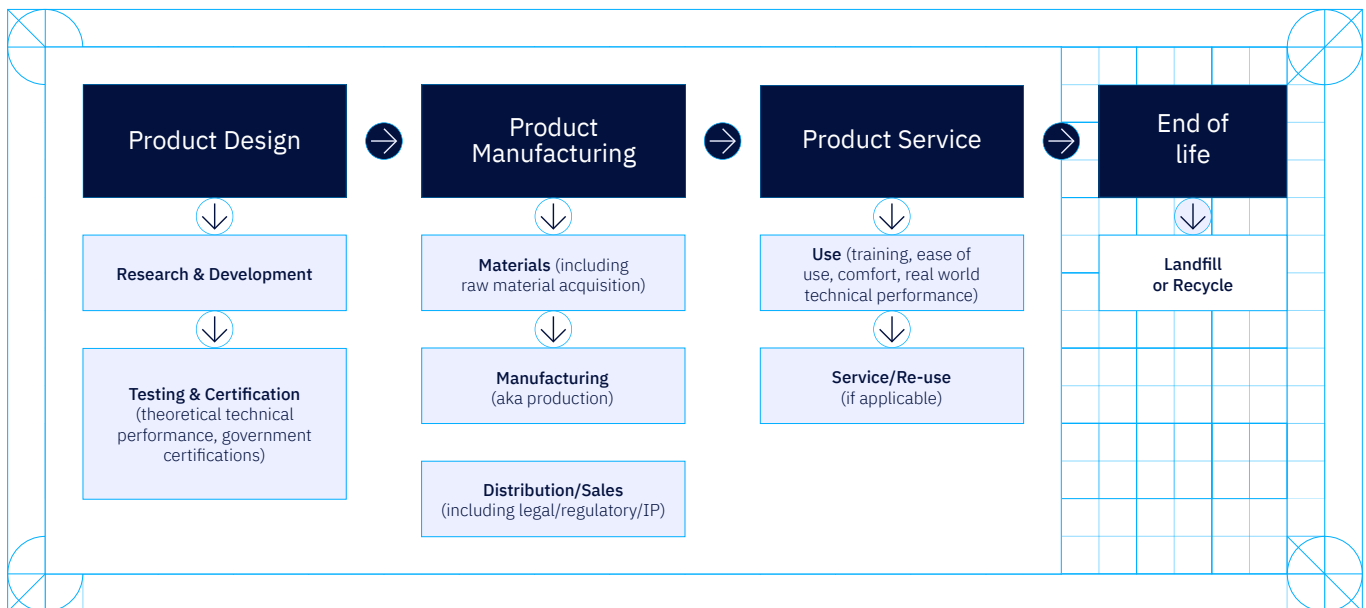 Product Design
Research & Development
Testing & Certification
(theoretical technical
performance, government
certifications)
Product
Manufacturing
Materials (including
raw material acquisition)
Manufacturing
(aka production)
Distribution/Sales
(including legal/regulatory/IP)
Product Service
Use (training, ease of
use, comfort, real world
technical performance)
Service/Re-use
(if applicable)
End of
life
Landfill
or Recycle